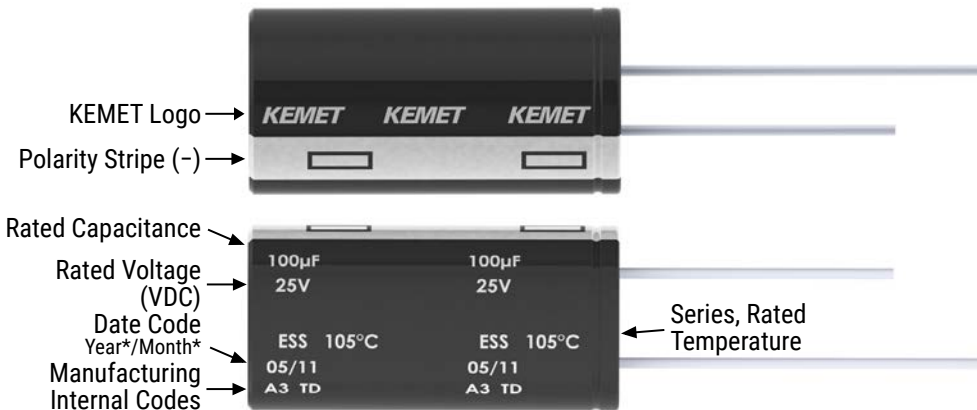 KEMET Logo
KEMET KEMET KEMET
Polarity Stripe (−)
Rated Capacitance
100µF 100µF
Rated Voltage
(VDC)
25V 25V
Date Code
Year*/Month*
ESS 105°C ESS 105°C
05/11 05/11
Manufacturing
Internal Codes
A3 TD A3 TD
Series, Rated
Temperature